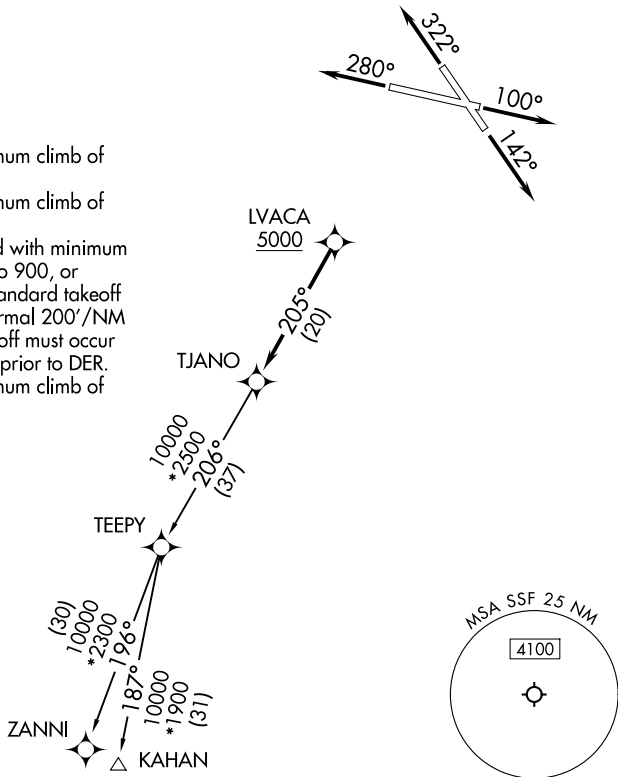 322°
280°
100°
142°
num climb of
num climb of
d with minimum
o 900, or
tandard takeoff
rmal 200'/NM
off must occur
prior to DER.
num climb of
LVACA
5000
205°
(20)
TJANO
10000
*2500
206°
(37)
TEEPY
(30)
10000
*2300
196°
187°
10000
*1900
(31)
ZANNI
KAHAN
MSA SSF 25 NM
4100